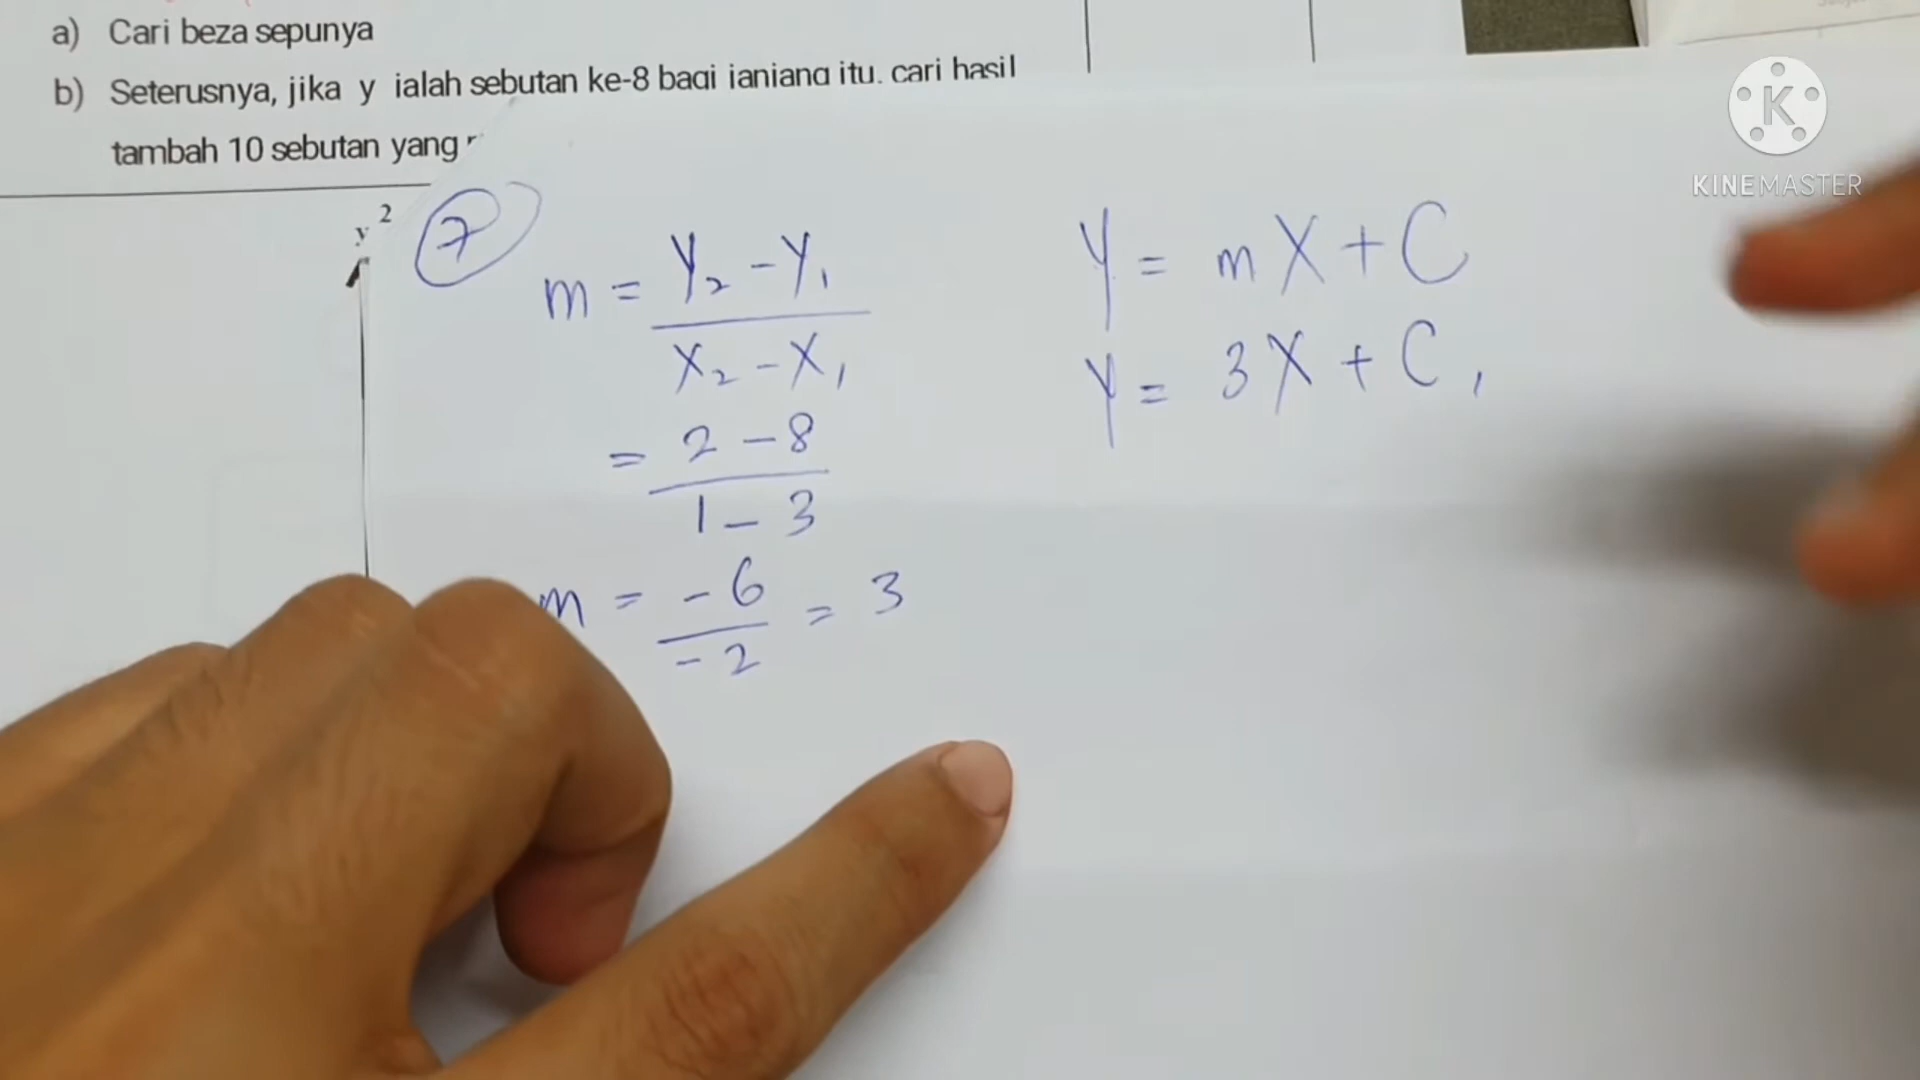 a) Cari beza sepunya
b) Seterusnya, jika y ialah sebutan ke-8 bagi janjang itu, cari hasil
tambah 10 sebutan yang
y²
7
m = Y₂ - Y₁
X₂ - X₁
= 2 - 8
1 - 3
m = -6 = 3
-2
Y = mX + C
Y = 3X + C,
KINEMASTER